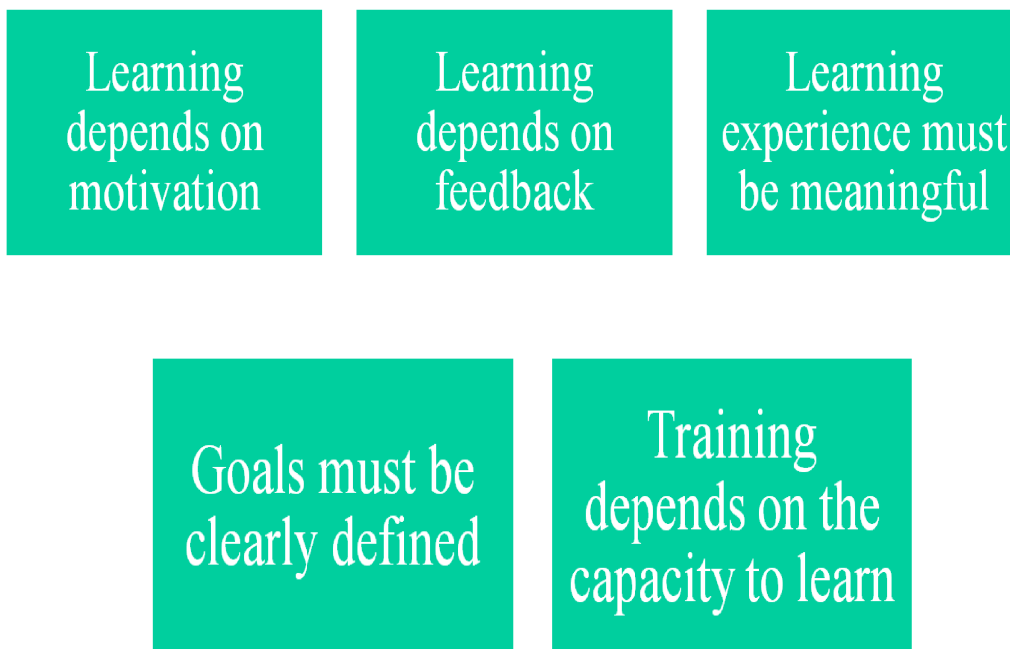 Learning
depends on
motivation
Learning
depends on
feedback
Learning
experience must
be meaningful
Goals must be
clearly defined
Training
depends on the
capacity to learn